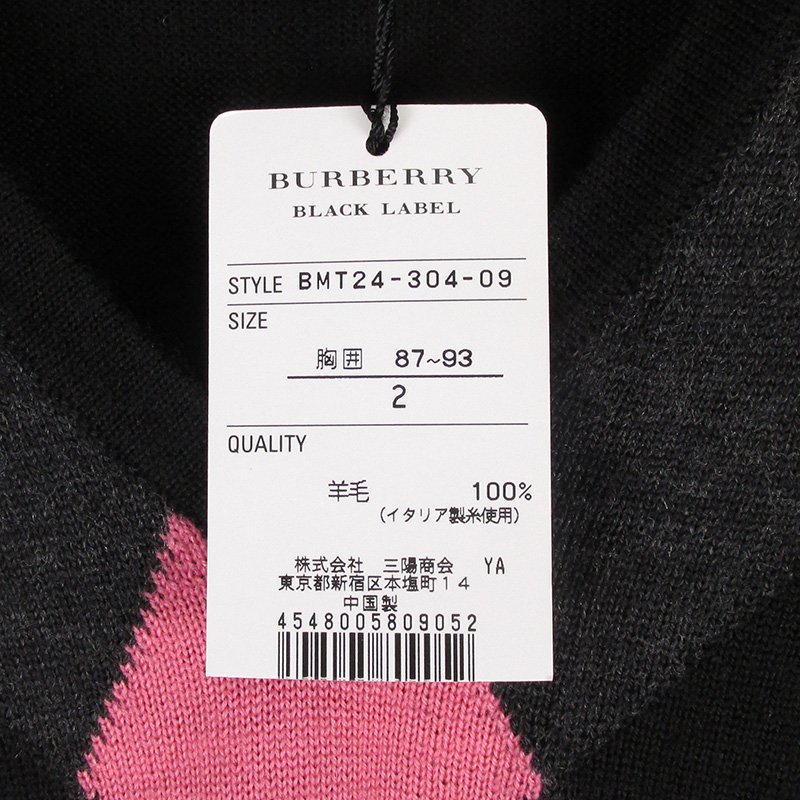 BURBERRY
BLACK LABEL
STYLE BMT24-304-09
SIZE
胸囲 87~93
2
QUALITY
羊毛 100%
(イタリア製糸使用)
株式会社 三陽商会 YA
東京都新宿区本塩町14
中国製
4548005809052